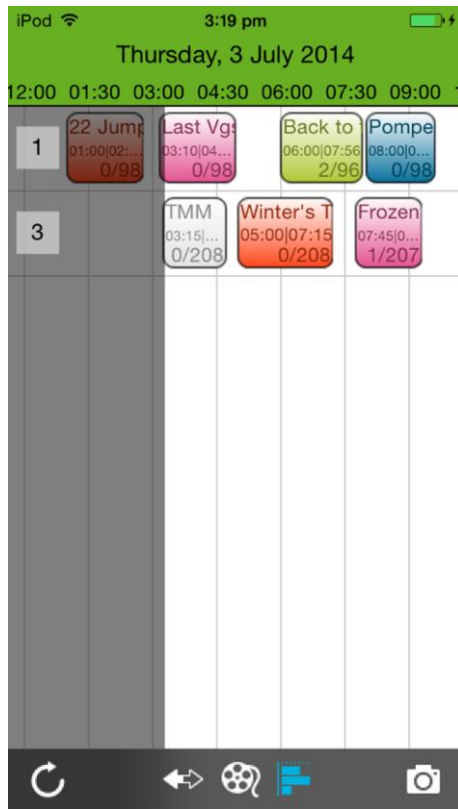 iPod 3:19 pm
Thursday, 3 July 2014
12:00 01:30 03:00 04:30 06:00 07:30 09:00
1
22 Jump
01:00|02:...
0/98
Last Vgs
03:10|04...
0/98
Back to
06:00|07:56
2/96
Pompe
08:00|0...
0/98
3
TMM
03:15|...
0/208
Winter's T
05:00|07:15
0/208
Frozen
07:45|0...
1/207